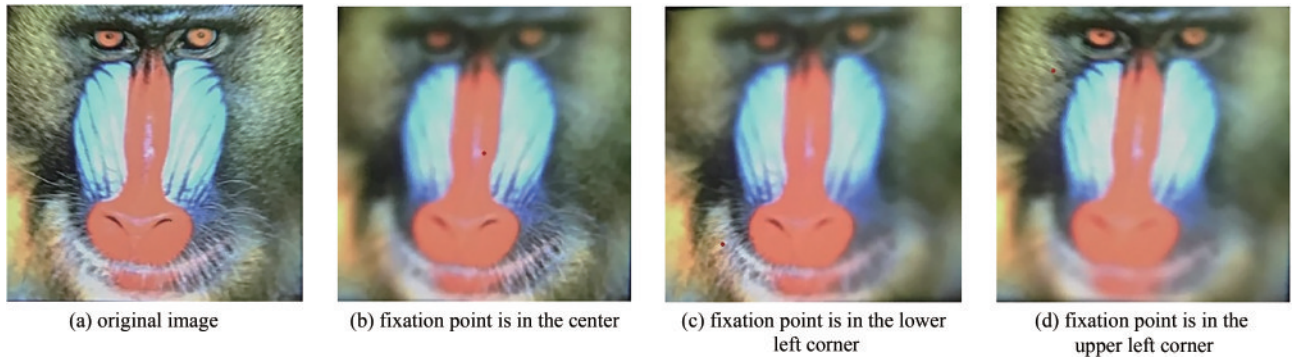 (a) original image
(b) fixation point is in the center
(c) fixation point is in the lower
left corner
(d) fixation point is in the
upper left corner